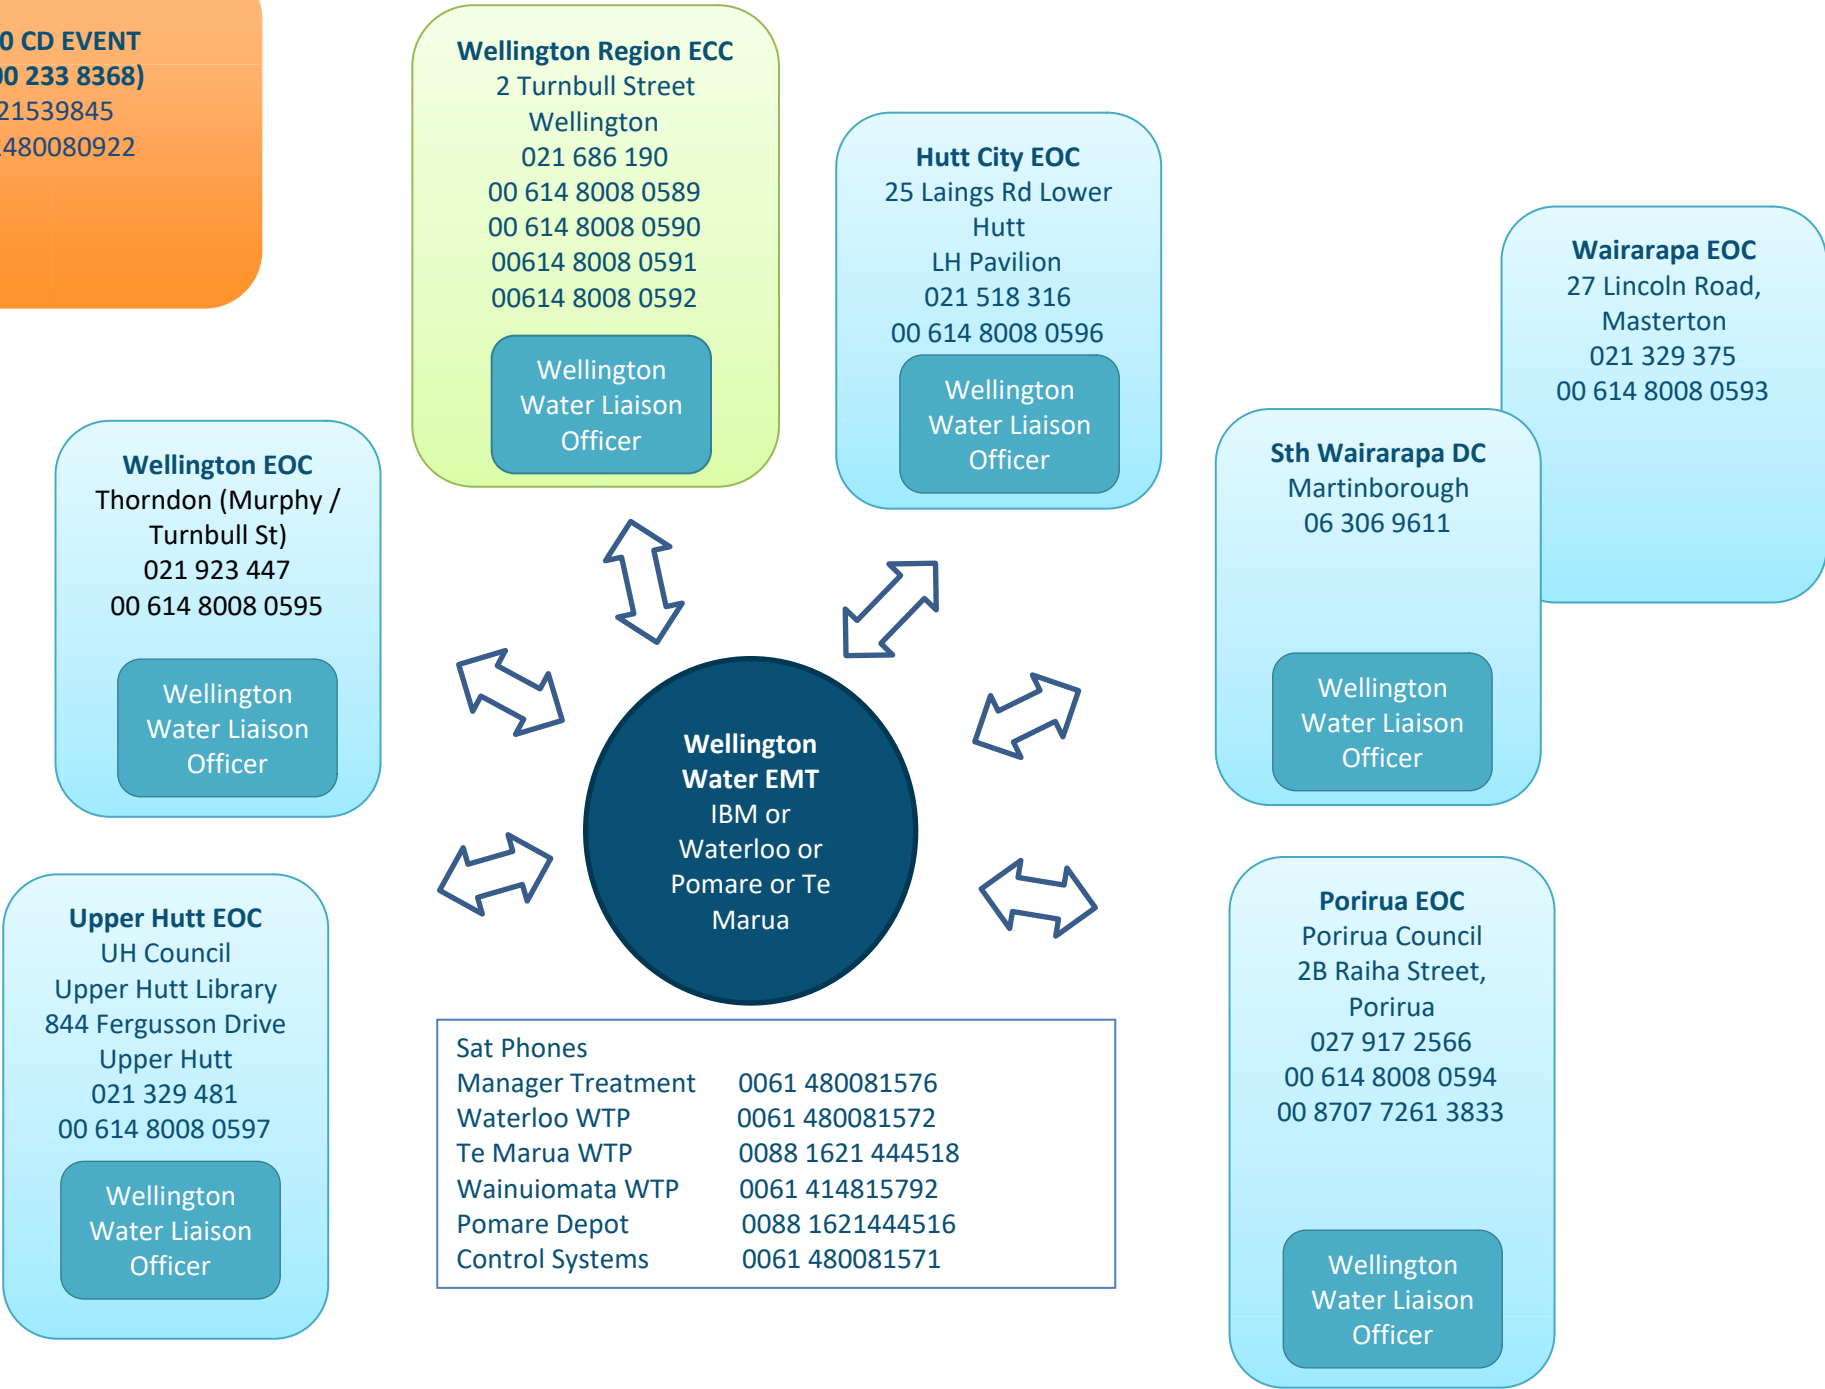 0 CD EVENT
00 233 8368)
21539845
1480080922
Wellington Region ECC
2 Turnbull Street
Wellington
021 686 190
00 614 8008 0589
00 614 8008 0590
00614 8008 0591
00614 8008 0592
Wellington
Water Liaison
Officer
Hutt City EOC
25 Laings Rd Lower
Hutt
LH Pavilion
021 518 316
00 614 8008 0596
Wellington
Water Liaison
Officer
Wairarapa EOC
27 Lincoln Road,
Masterton
021 329 375
00 614 8008 0593
Sth Wairarapa DC
Martinborough
06 306 9611
Wellington
Water Liaison
Officer
Wellington EOC
Thorndon (Murphy /
Turnbull St)
021 923 447
00 614 8008 0595
Wellington
Water Liaison
Officer
Wellington
Water EMT
IBM or
Waterloo or
Pomare or Te
Marua
Upper Hutt EOC
UH Council
Upper Hutt Library
844 Fergusson Drive
Upper Hutt
021 329 481
00 614 8008 0597
Wellington
Water Liaison
Officer
Porirua EOC
Porirua Council
2B Raiha Street,
Porirua
027 917 2566
00 614 8008 0594
00 8707 7261 3833
Wellington
Water Liaison
Officer
Sat Phones
Manager Treatment 0061 480081576
Waterloo WTP 0061 480081572
Te Marua WTP 0088 1621 444518
Wainuiomata WTP 0061 414815792
Pomare Depot 0088 1621444516
Control Systems 0061 480081571